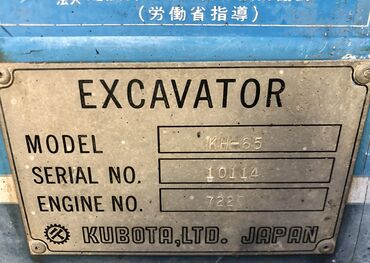 (労働省指導)
EXCAVATOR
MODEL KH-65
SERIAL NO. 10114
ENGINE NO.
KUBOTA, LTD. JAPAN